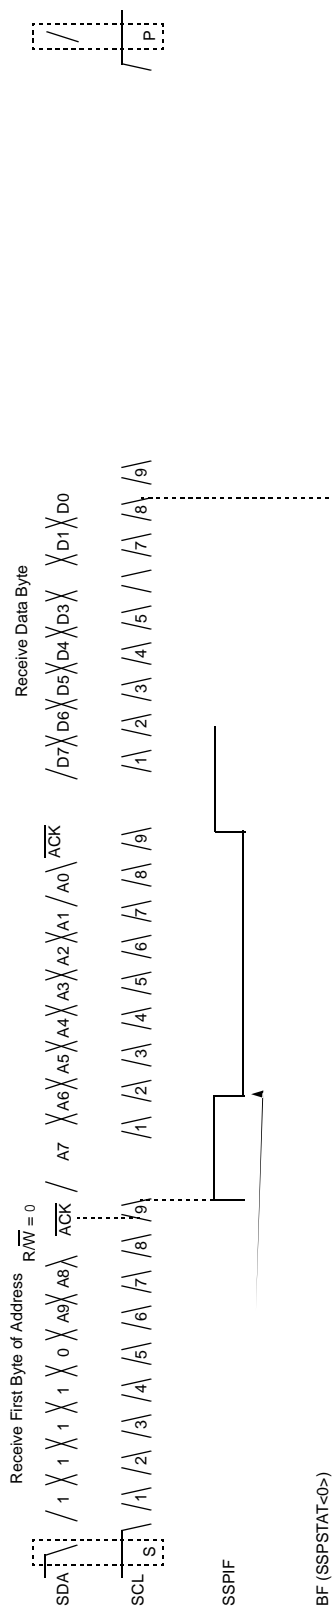 Receive First Byte of Address
R/W = 0
Receive Data Byte
SDA
1 1 1 1 0 A9 A8 ACK A7 A6 A5 A4 A3 A2 A1 A0 ACK D7 D6 D5 D4 D3 D1 D0
SCL
S 1 2 3 4 5 6 7 8 9 1 2 3 4 5 6 7 8 9 1 2 3 4 5 7 8 9 P
SSPIF
BF (SSPSTAT<0>)